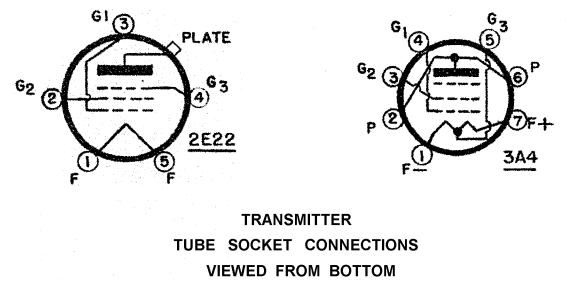 G1 3 PLATE
G2 2 G3 4
1 5 2E22
F F
G1 4 G3 5
G2 3 6 P
P 2 7 F+
1 3A4
F–
TRANSMITTER
TUBE SOCKET CONNECTIONS
VIEWED FROM BOTTOM